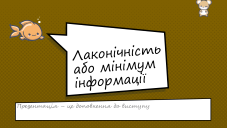 Лаконічність
або мінімум
інформації
Презентація – це доповнення до виступу